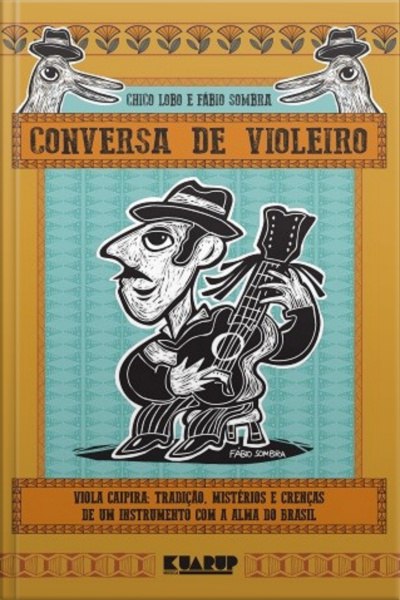 CHICO LOBO E FÁBIO SOMBRA
CONVERSA DE VIOLEIRO
FÁBIO SOMBRA
VIOLA CAIPIRA: TRADIÇÃO, MISTÉRIOS E CRENÇAS
DE UM INSTRUMENTO COM A ALMA DO BRASIL
KUARUP